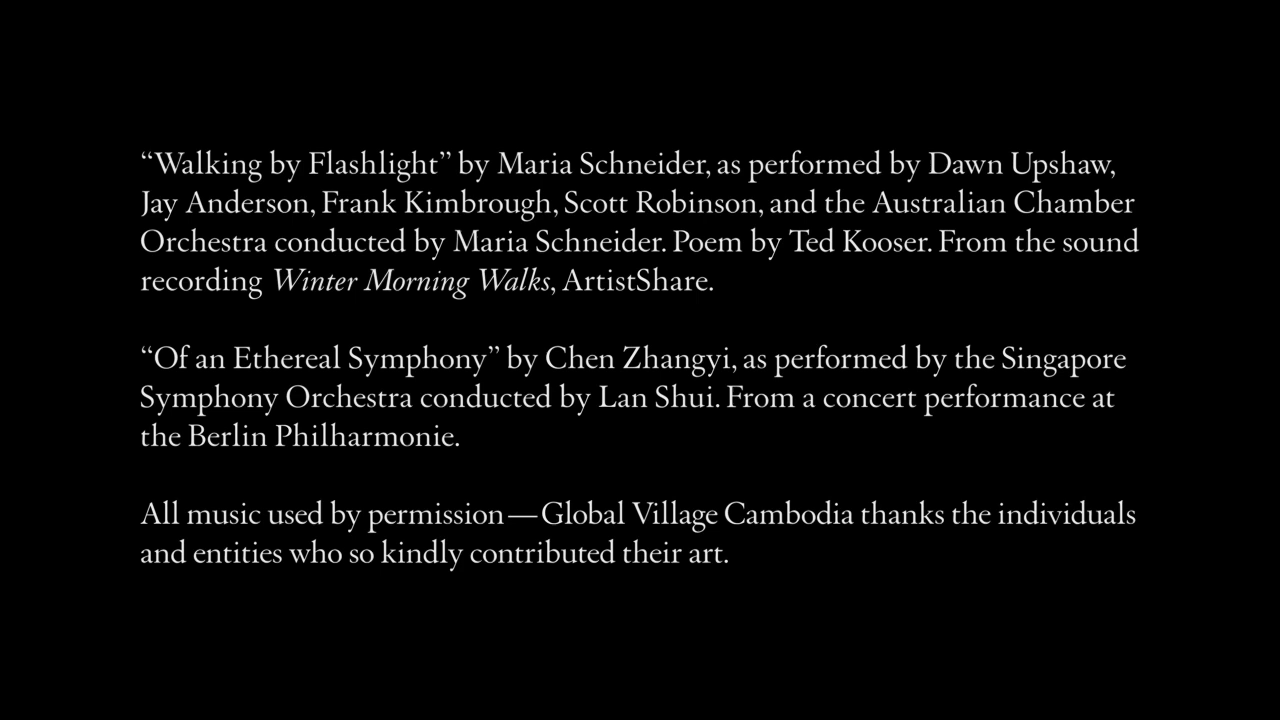 “Walking by Flashlight” by Maria Schneider, as performed by Dawn Upshaw,
Jay Anderson, Frank Kimbrough, Scott Robinson, and the Australian Chamber
Orchestra conducted by Maria Schneider. Poem by Ted Kooser. From the sound
recording Winter Morning Walks, ArtistShare.
“Of an Ethereal Symphony” by Chen Zhangyi, as performed by the Singapore
Symphony Orchestra conducted by Lan Shui. From a concert performance at
the Berlin Philharmonie.
All music used by permission—Global Village Cambodia thanks the individuals
and entities who so kindly contributed their art.